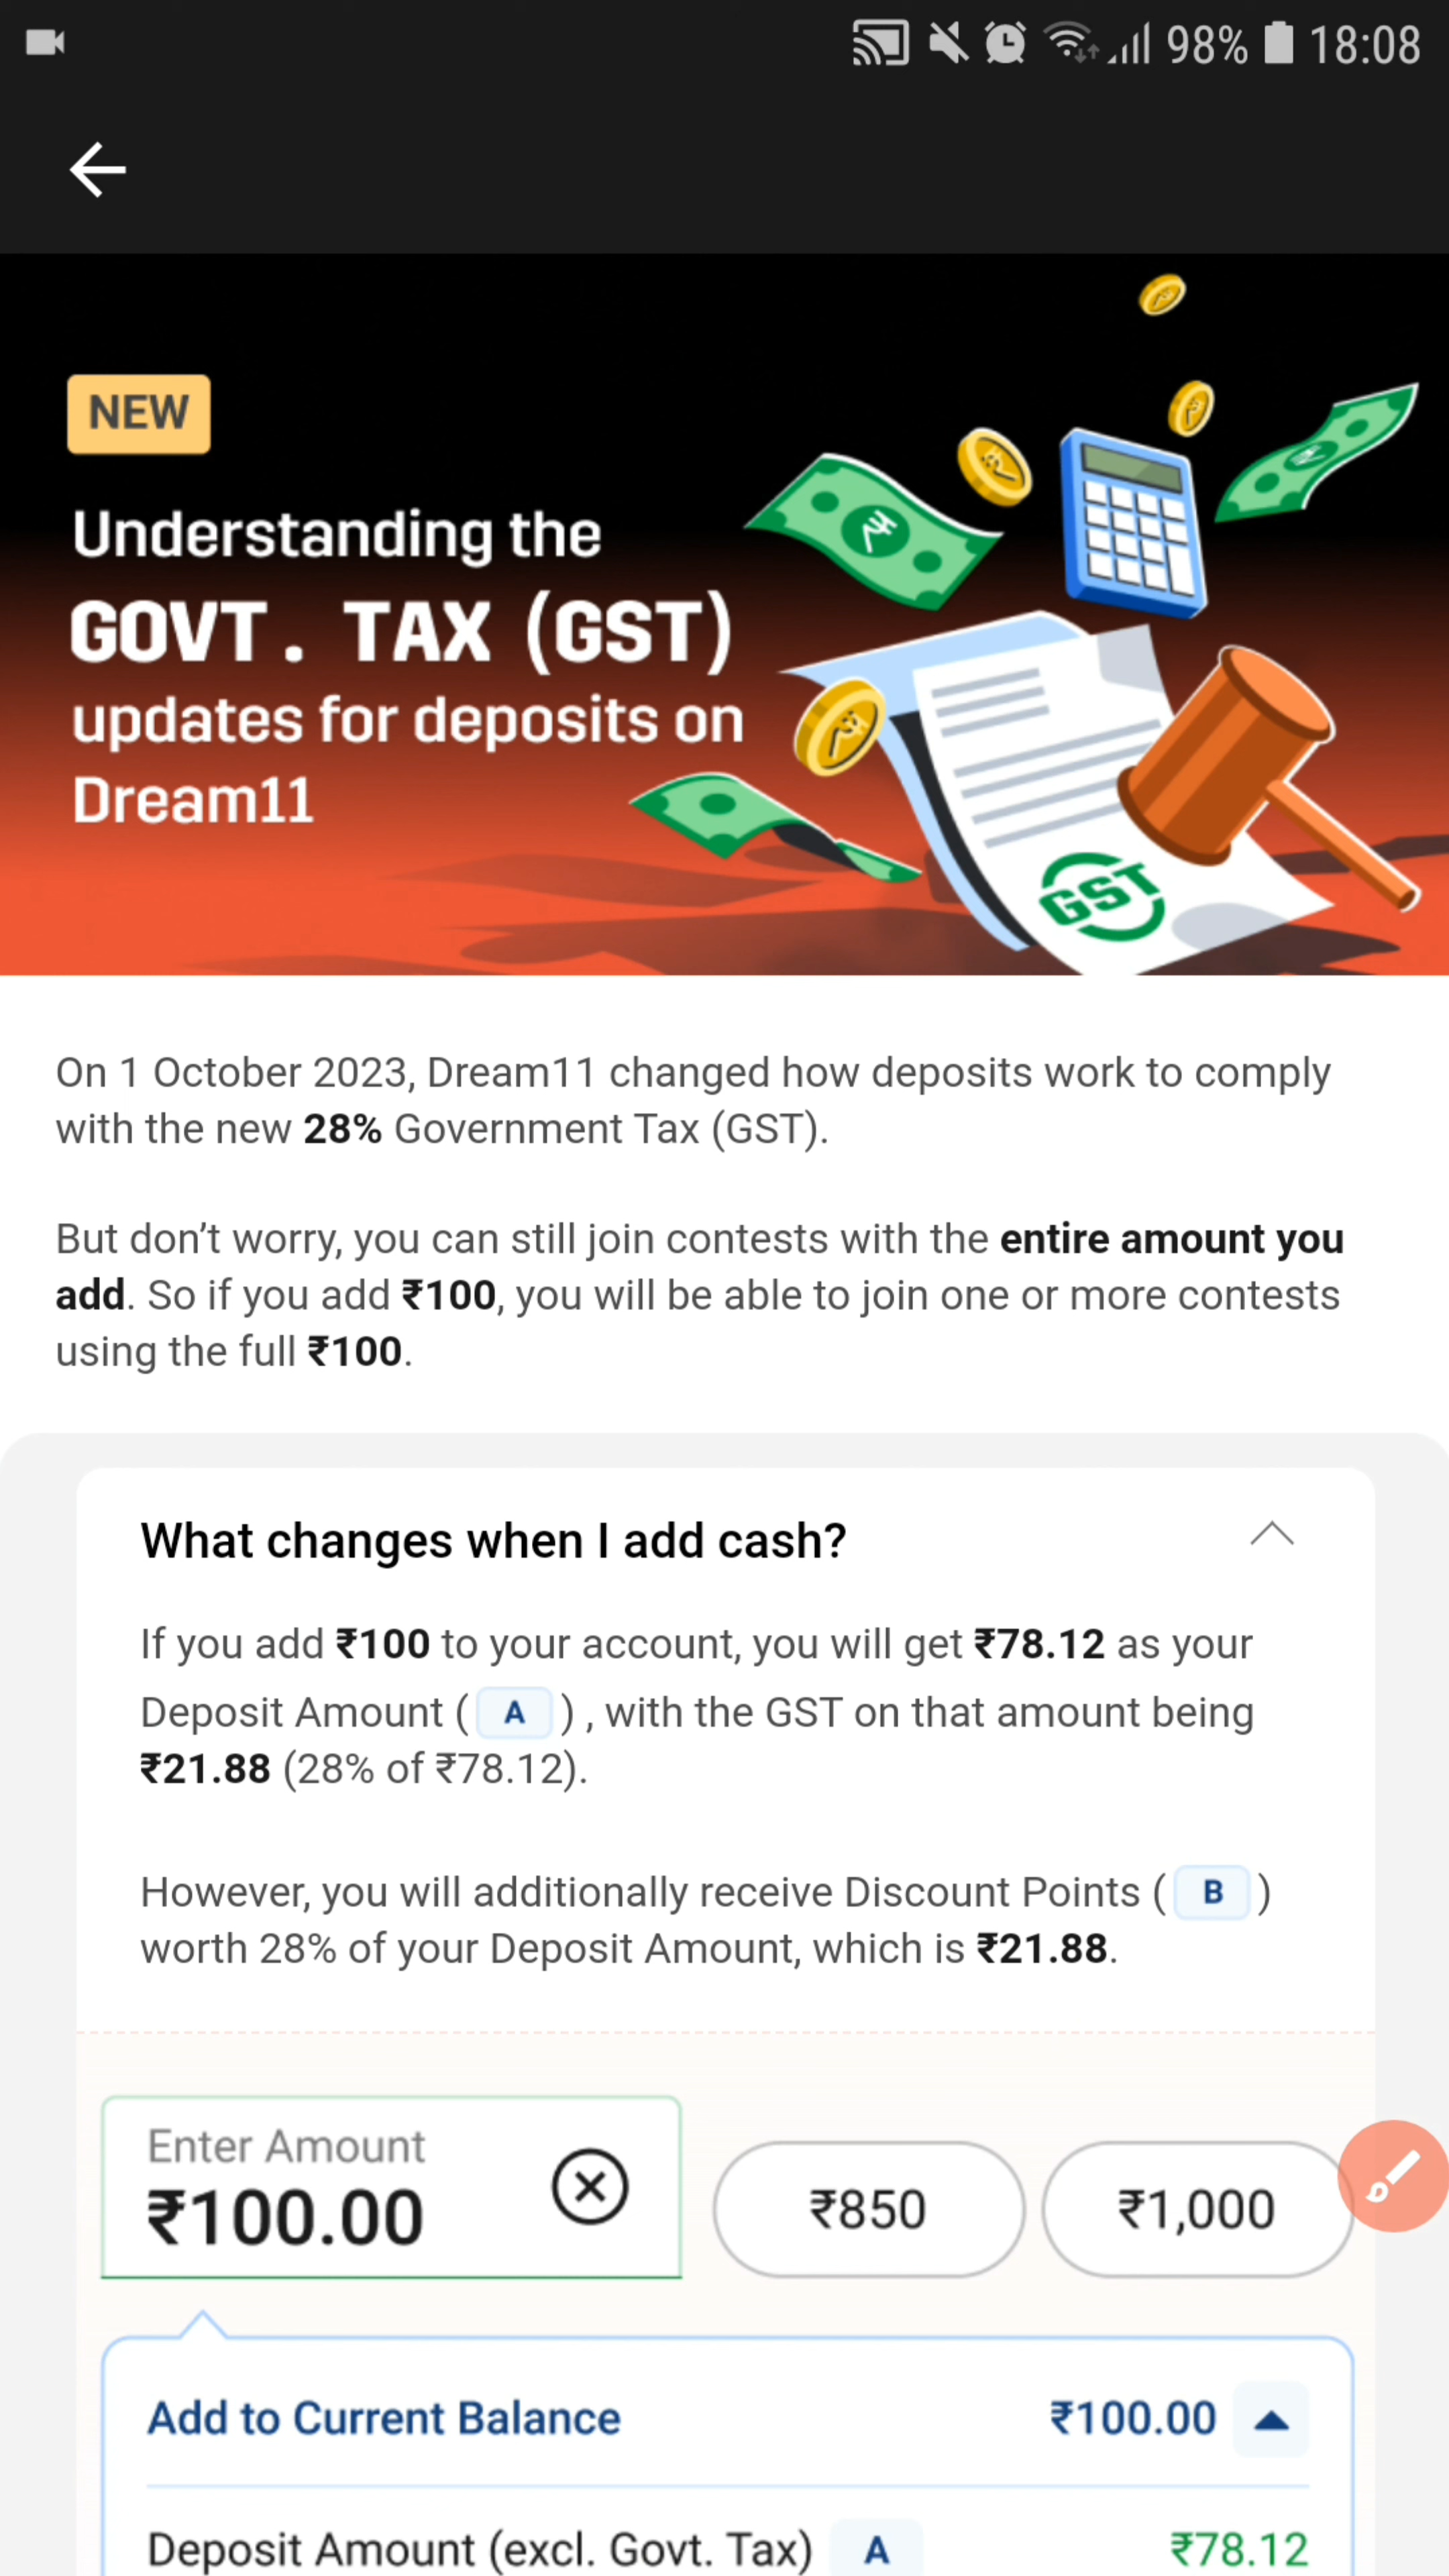 98% 18:08
NEW
Understanding the
GOVT. TAX (GST)
updates for deposits on
Dream11
GST
On 1 October 2023, Dream11 changed how deposits work to comply
with the new 28% Government Tax (GST).
But don’t worry, you can still join contests with the entire amount you
add. So if you add ₹100, you will be able to join one or more contests
using the full ₹100.
What changes when I add cash?
If you add ₹100 to your account, you will get ₹78.12 as your
Deposit Amount ( A ) , with the GST on that amount being
₹21.88 (28% of ₹78.12).
However, you will additionally receive Discount Points ( B )
worth 28% of your Deposit Amount, which is ₹21.88.
Enter Amount
₹100.00
₹850
₹1,000
Add to Current Balance ₹100.00
Deposit Amount (excl. Govt. Tax) A ₹78.12